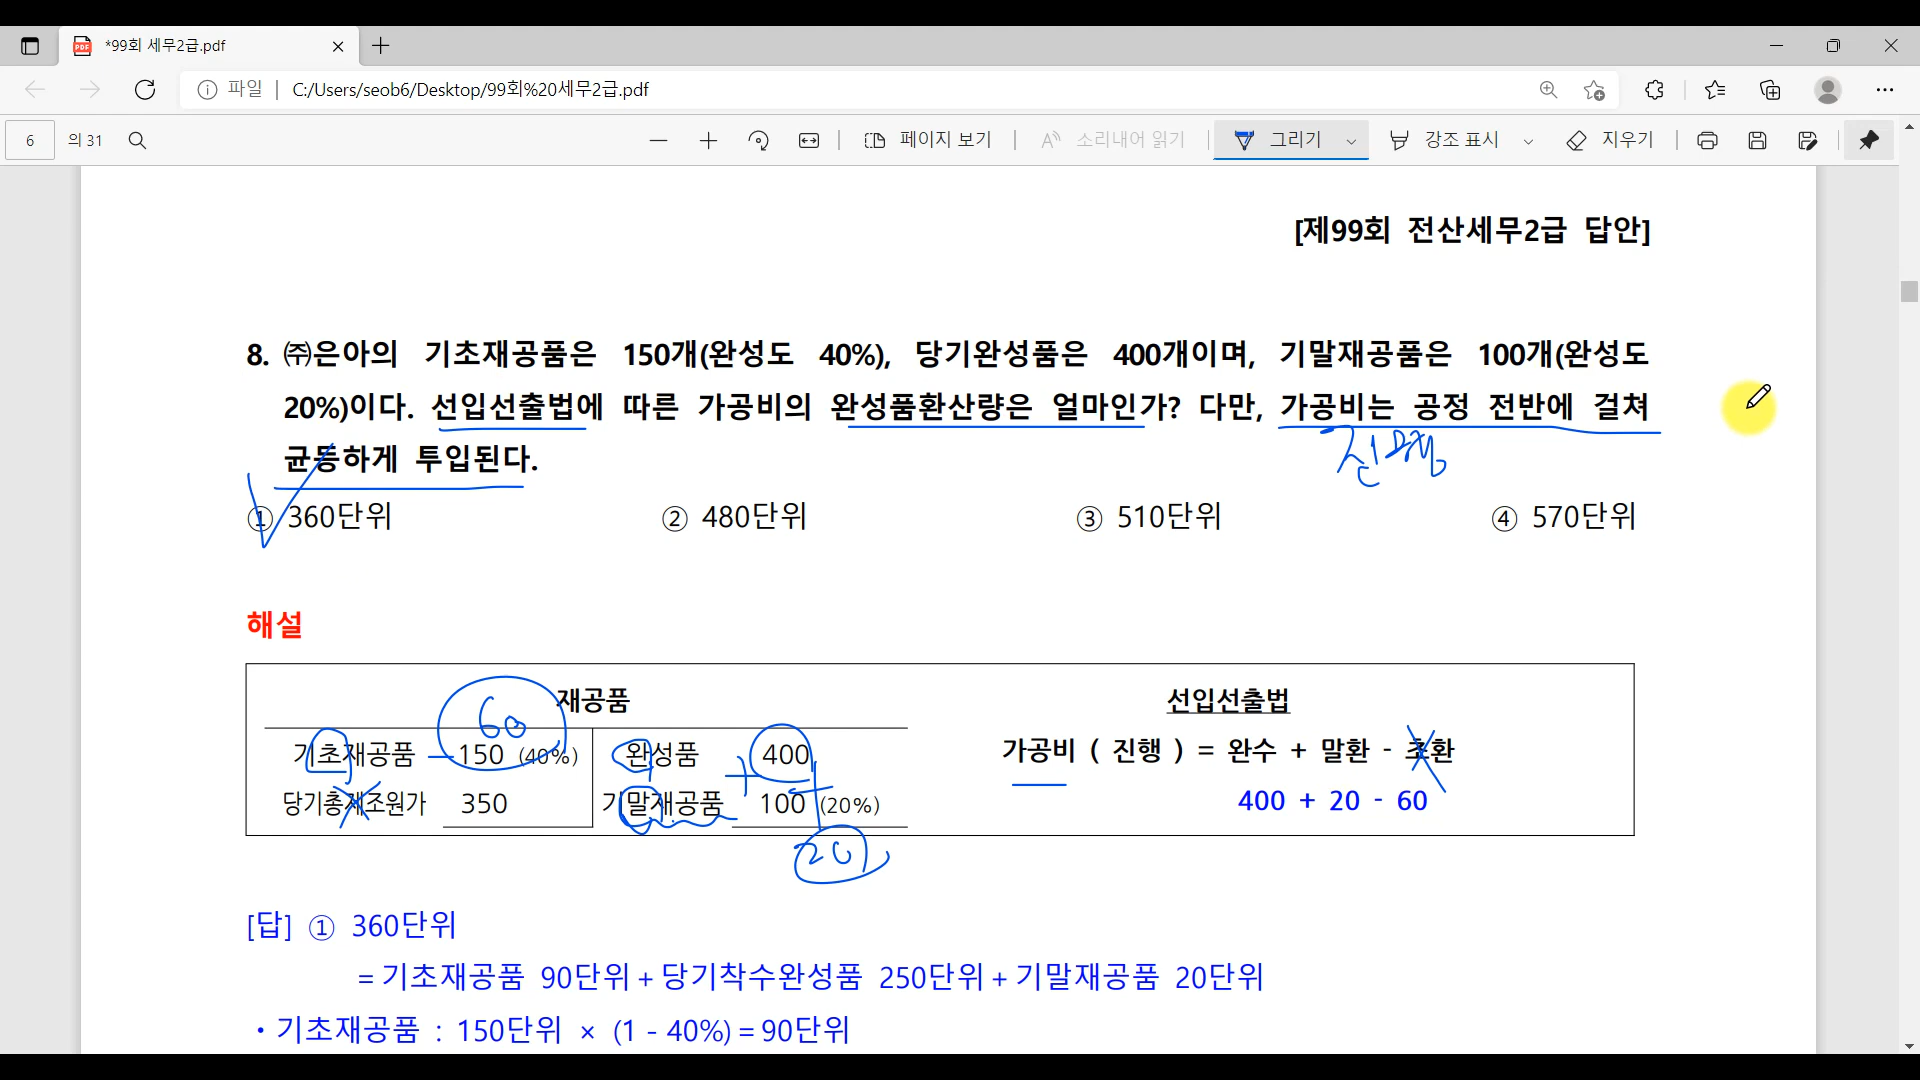 *99회 세무2급.pdf
파일 | C:/Users/seob6/Desktop/99회%20세무2급.pdf
6 의 31 페이지 보기 소리내어 읽기 그리기 강조 표시 지우기
[제99회 전산세무2급 답안]
8. ㈜은아의 기초재공품은 150개(완성도 40%), 당기완성품은 400개이며, 기말재공품은 100개(완성도
20%)이다. 선입선출법에 따른 가공비의 완성품환산량은 얼마인가? 다만, 가공비는 공정 전반에 걸쳐
균등하게 투입된다.
진행
① 360단위 ② 480단위 ③ 510단위 ④ 570단위
해설
60 재공품 선입선출법
기초재공품 150 (40%) 완성품 400 가공비 ( 진행 ) = 완수 + 말환 - 초환
당기총제조원가 350 기말재공품 100 (20%) 400 + 20 - 60
20
[답] ① 360단위
= 기초재공품 90단위 + 당기착수완성품 250단위 + 기말재공품 20단위
· 기초재공품 : 150단위 × (1 - 40%) = 90단위